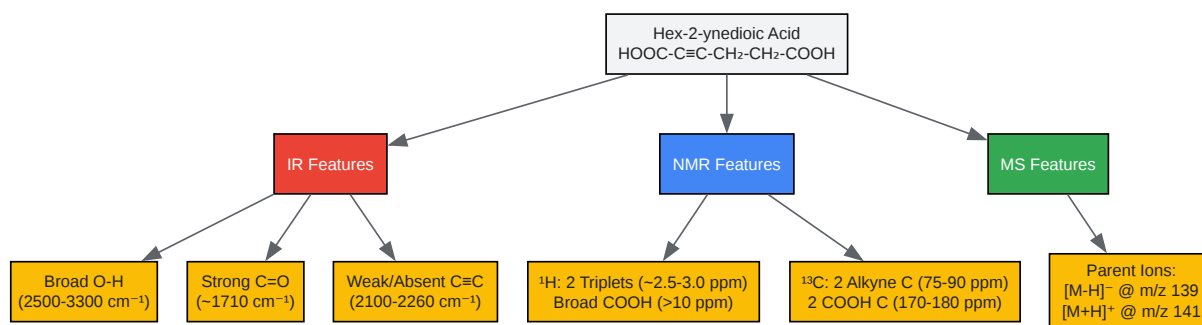 Hex-2-ynedioic Acid
HOOC-C≡C-CH₂-CH₂-COOH
IR Features
NMR Features
MS Features
Broad O-H
(2500-3300 cm⁻¹)
Strong C=O
(~1710 cm⁻¹)
Weak/Absent C≡C
(2100-2260 cm⁻¹)
¹H: 2 Triplets (~2.5-3.0 ppm)
Broad COOH (>10 ppm)
¹³C: 2 Alkyne C (75-90 ppm)
2 COOH C (170-180 ppm)
Parent Ions:
[M-H]⁻ @ m/z 139
[M+H]⁺ @ m/z 141